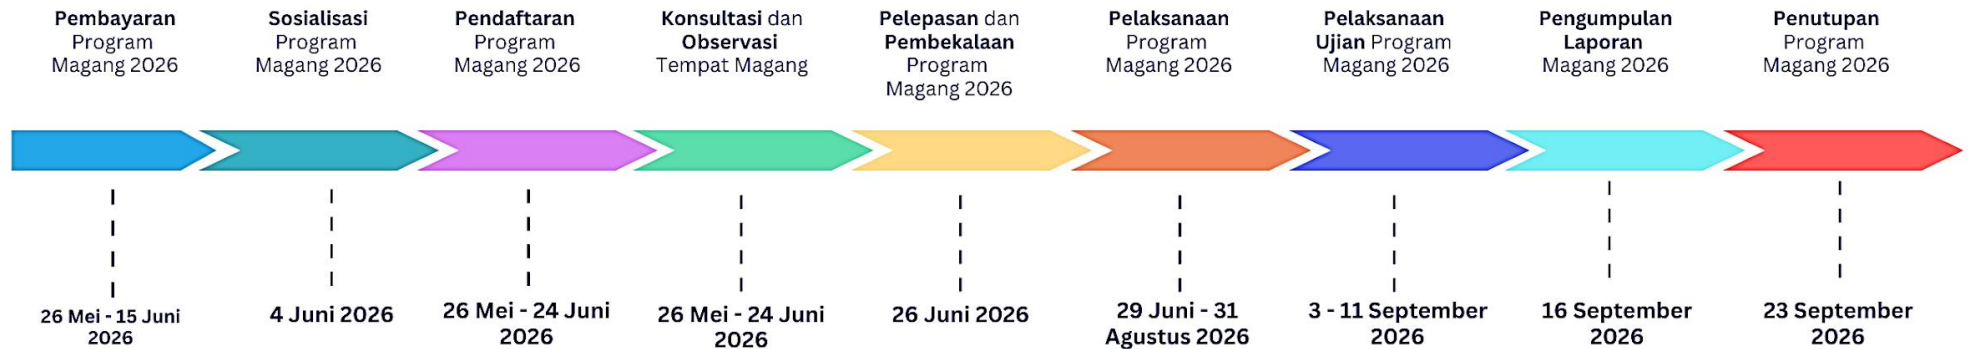 Pembayaran
Program
Magang 2026
Sosialisasi
Program
Magang 2026
Pendaftaran
Program
Magang 2026
Konsultasi dan
Observasi
Tempat Magang
Pelepasan dan
Pembekalaan
Program
Magang 2026
Pelaksanaan
Program
Magang 2026
Pelaksanaan
Ujian Program
Magang 2026
Pengumpulan
Laporan
Magang 2026
Penutupan
Program
Magang 2026
26 Mei - 15 Juni
2026
4 Juni 2026
26 Mei - 24 Juni
2026
26 Mei - 24 Juni
2026
26 Juni 2026
29 Juni - 31
Agustus 2026
3 - 11 September
2026
16 September
2026
23 September
2026